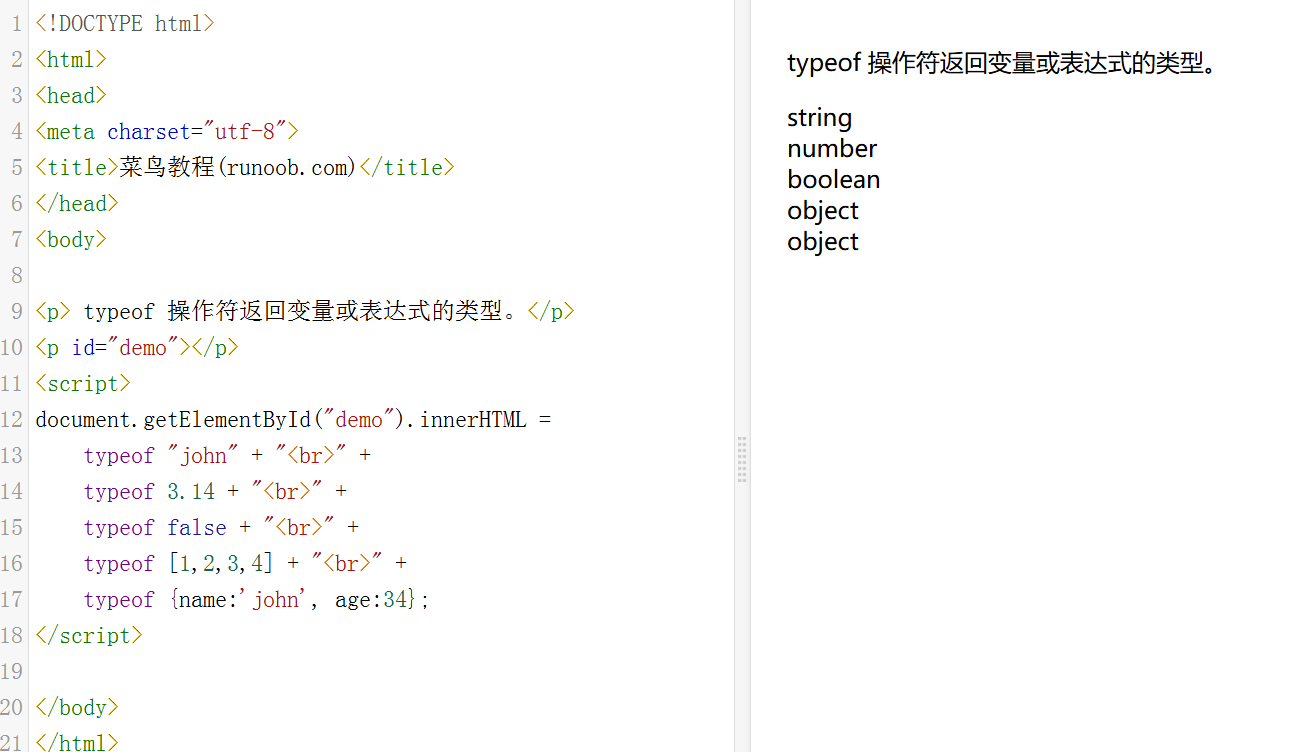 1 <!DOCTYPE html>
2 <html>
3 <head>
4 <meta charset="utf-8">
5 <title>菜鸟教程(runoob.com)</title>
6 </head>
7 <body>
8
9 <p> typeof 操作符返回变量或表达式的类型。</p>
10 <p id="demo"></p>
11 <script>
12 document.getElementById("demo").innerHTML =
13     typeof "john" + "<br>" +
14     typeof 3.14 + "<br>" +
15     typeof false + "<br>" +
16     typeof [1,2,3,4] + "<br>" +
17     typeof {name:'john', age:34};
18 </script>
19
20 </body>
21 </html>
typeof 操作符返回变量或表达式的类型。
string
number
boolean
object
object